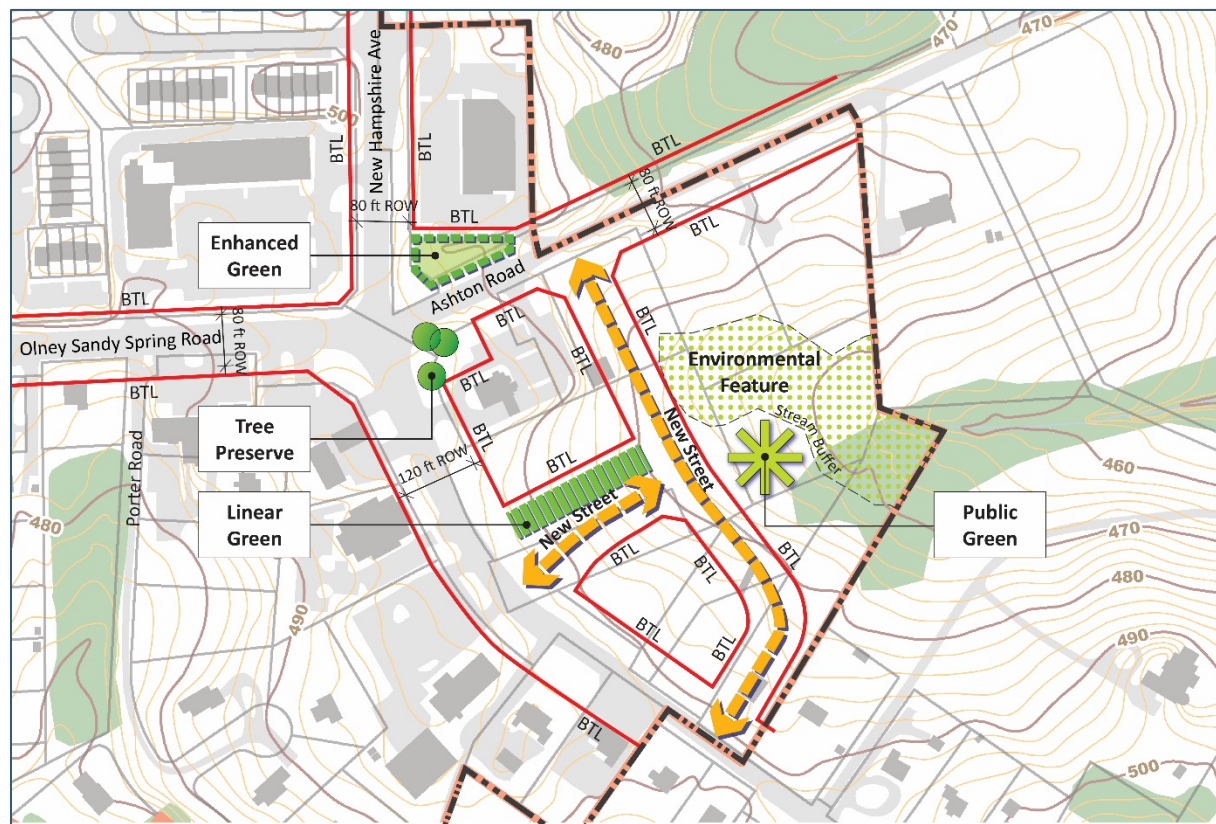 470
470
480
500
New Hampshire Ave
BTL
BTL
BTL
80 ft ROW
80 ft ROW
BTL
BTL
Enhanced
Green
Ashton Road
BTL
80 ft ROW
Olney Sandy Spring Road
BTL
BTL
BTL
BTL
BTL
Environmental
Feature
Stream Buffer
New Street
Tree
Preserve
Porter Road
BTL
BTL
120 ft ROW
460
Linear
Green
New Street
Public
Green
470
480
480
BTL
BTL
BTL
490
490
BTL
BTL
BTL
500